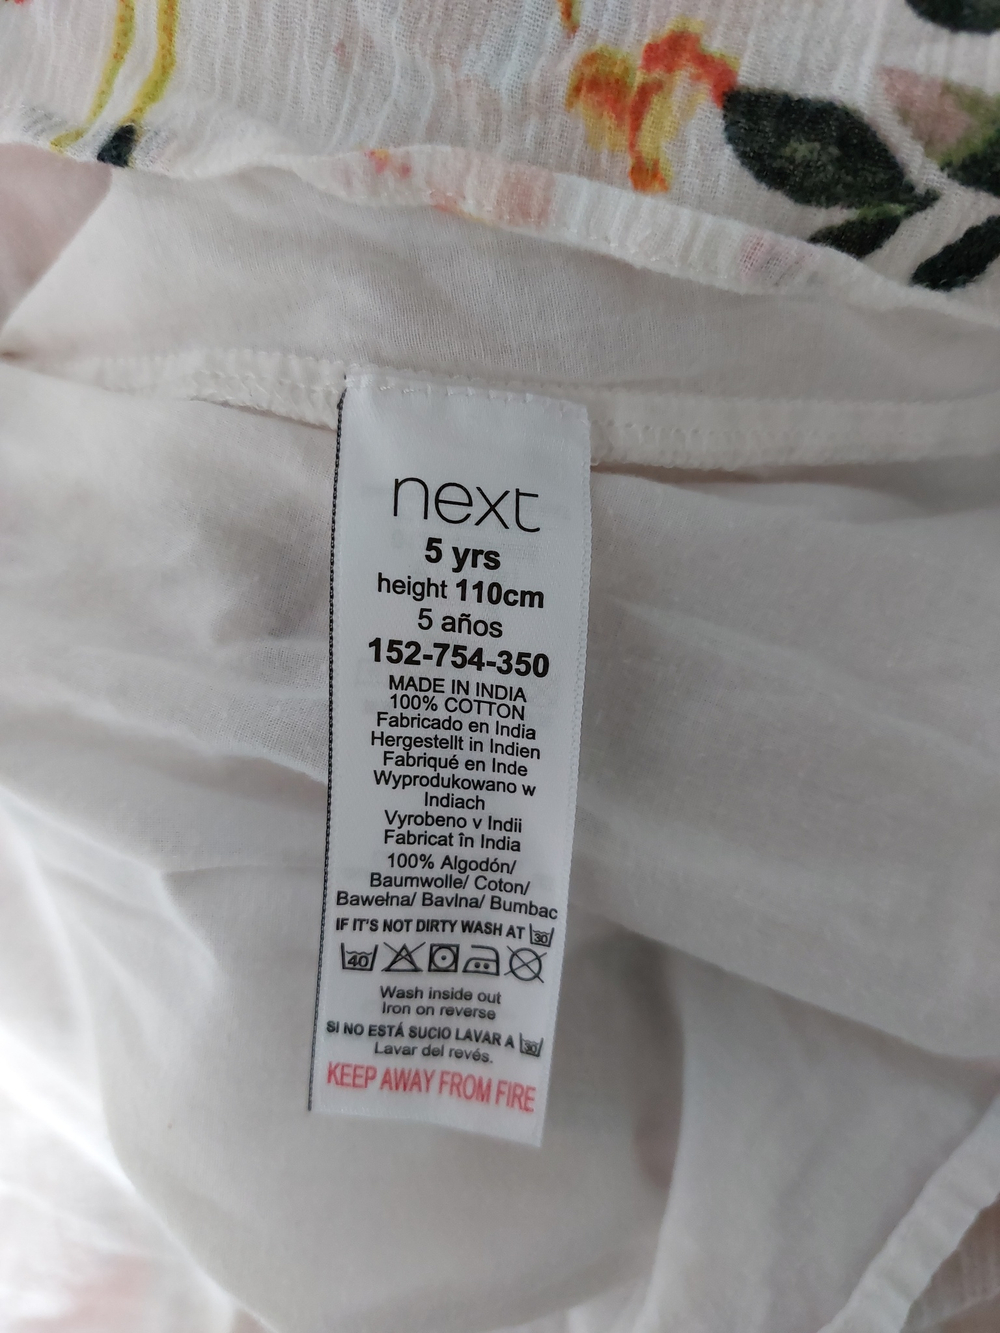 next
5 yrs
height 110cm
5 años
152-754-350
MADE IN INDIA
100% COTTON
Fabricado en India
Hergestellt in Indien
Fabriqué en Inde
Wyprodukowano w
Indiach
Vyrobeno v Indii
Fabricat în India
100% Algodón/
Baumwolle/ Coton/
Bawełna/ Bavlna/ Bumbac
IF IT'S NOT DIRTY WASH AT 30
40
Wash inside out
Iron on reverse
SI NO ESTÁ SUCIO LAVAR A 30
Lavar del revés.
KEEP AWAY FROM FIRE